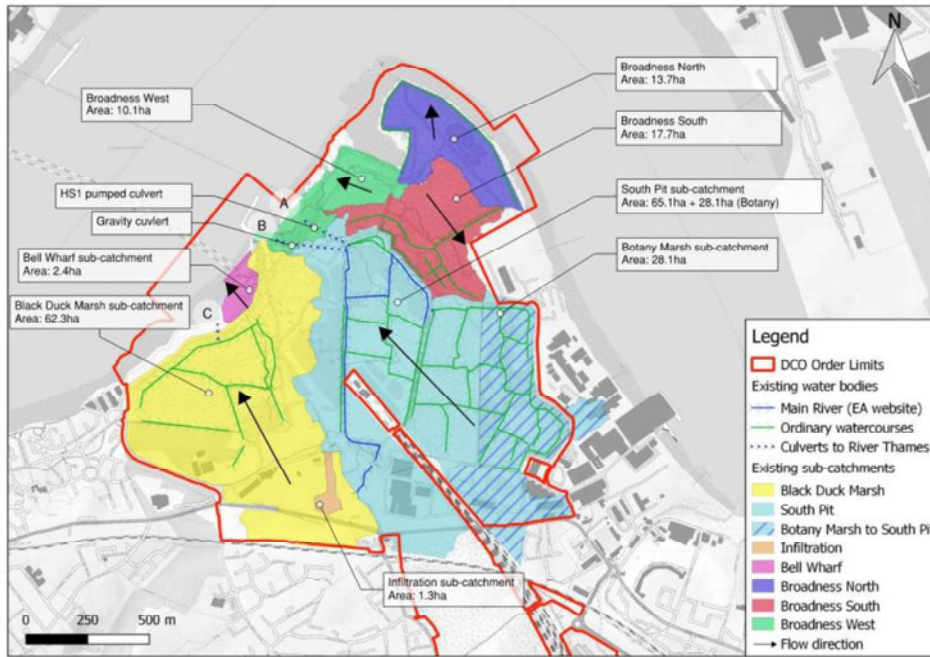 N
Broadness North
Area: 13.7ha
Broadness West
Area: 10.1ha
Broadness South
Area: 17.7ha
HS1 pumped culvert
A
South Pit sub-catchment
Area: 65.1ha + 28.1ha (Botany)
Gravity cuvlert
B
Bell Wharf sub-catchment
Area: 2.4ha
Botany Marsh sub-catchment
Area: 28.1ha
Black Duck Marsh sub-catchment
Area: 62.3ha
C
Legend
DCO Order Limits
Existing water bodies
Main River (EA website)
Ordinary watercourses
Culverts to River Thames
Existing sub-catchments
Black Duck Marsh
South Pit
Botany Marsh to South Pi
Infiltration
Bell Wharf
Broadness North
Broadness South
Broadness West
Flow direction
Infiltration sub-catchment
Area: 1.3ha
0 250 500 m